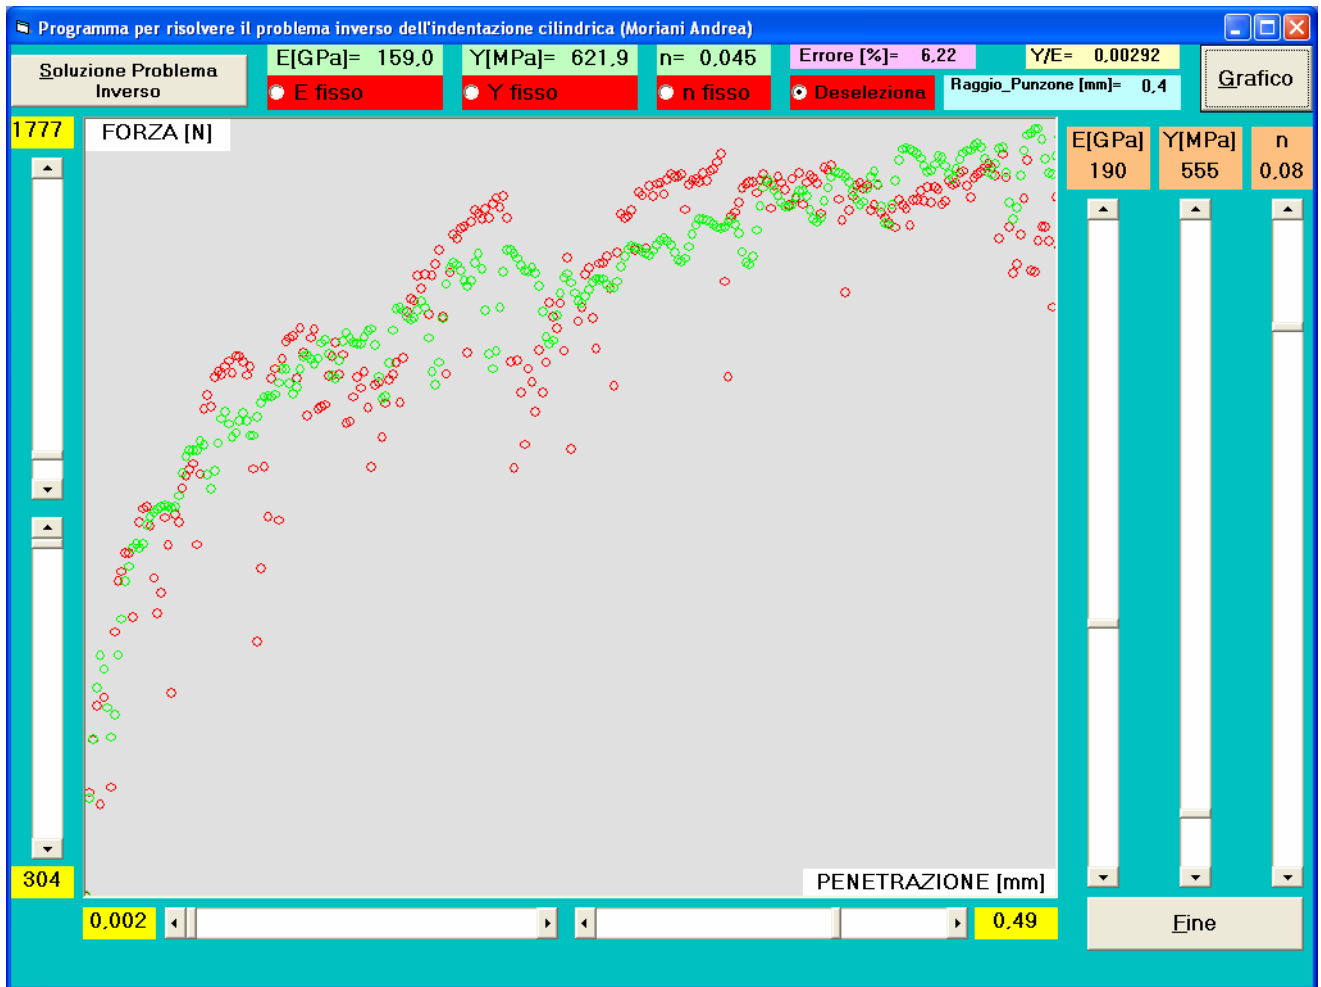 Programma per risolvere il problema inverso dell'indentazione cilindrica (Moriani Andrea)
Soluzione Problema
Inverso
E[GPa]= 159,0
Y[MPa]= 621,9
n= 0,045
Errore [%]= 6,22
Y/E= 0,00292
Grafico
E fisso
Y fisso
n fisso
Deseleziona
Raggio_Punzone [mm]= 0,4
1777
FORZA [N]
E[GPa]
190
Y[MPa]
555
n
0,08
304
PENETRAZIONE [mm]
0,002
0,49
Fine